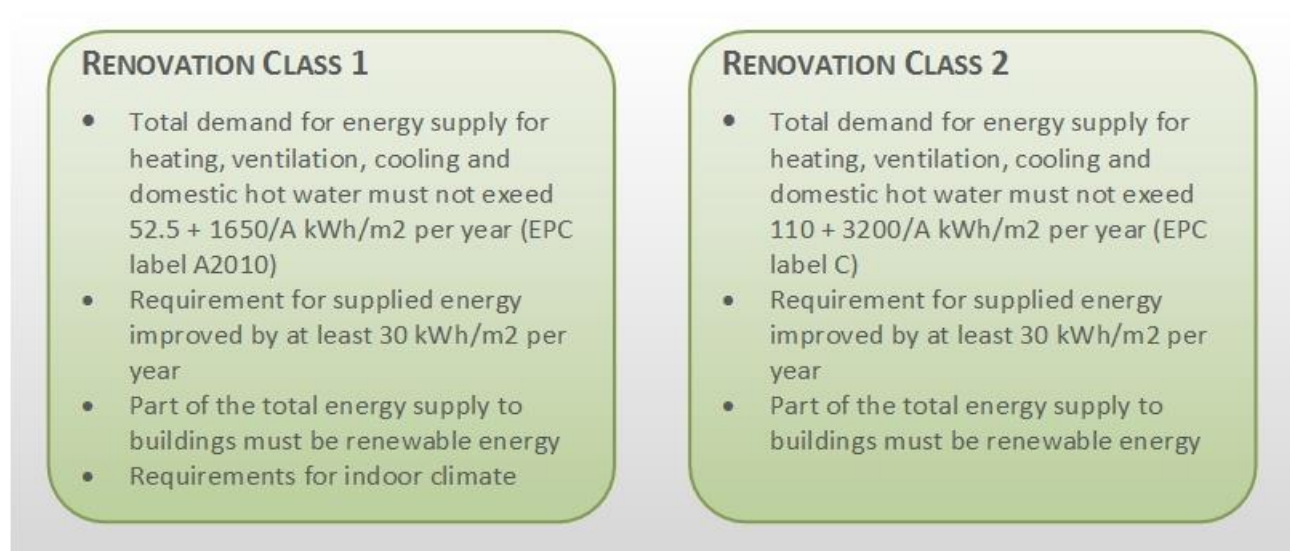 RENOVATION CLASS 1
• Total demand for energy supply for
heating, ventilation, cooling and
domestic hot water must not exeed
52.5 + 1650/A kWh/m2 per year (EPC
label A2010)
• Requirement for supplied energy
improved by at least 30 kWh/m2 per
year
• Part of the total energy supply to
buildings must be renewable energy
• Requirements for indoor climate
RENOVATION CLASS 2
• Total demand for energy supply for
heating, ventilation, cooling and
domestic hot water must not exeed
110 + 3200/A kWh/m2 per year (EPC
label C)
• Requirement for supplied energy
improved by at least 30 kWh/m2 per
year
• Part of the total energy supply to
buildings must be renewable energy